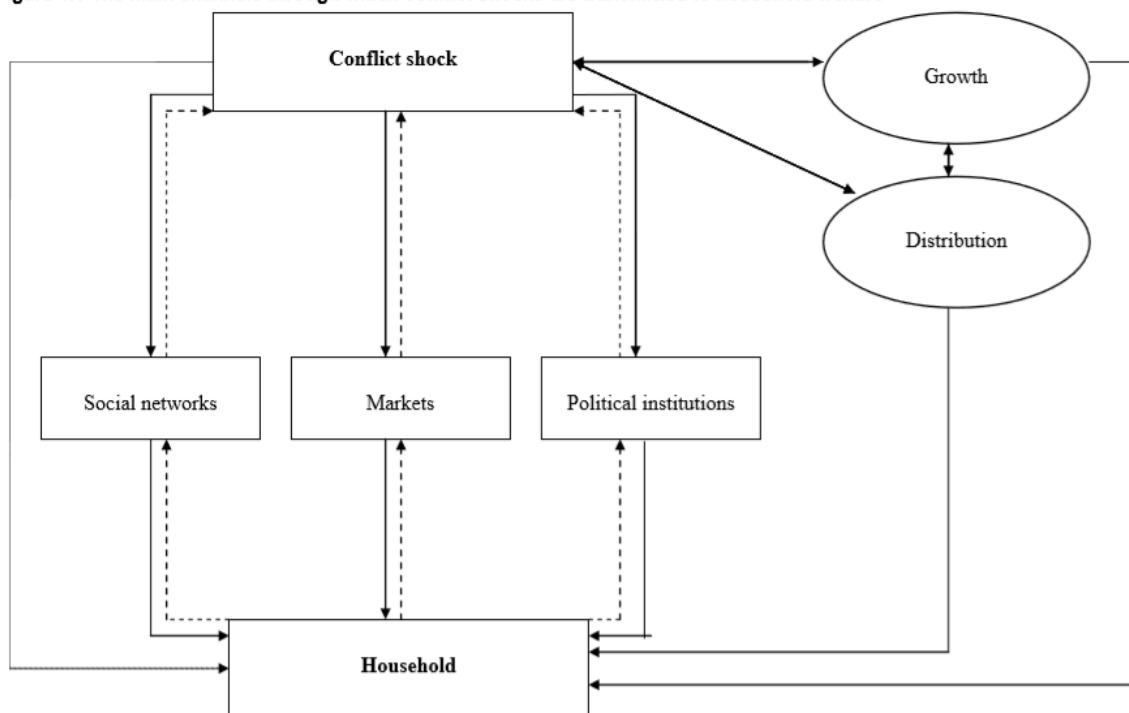 Conflict shock
Growth
Distribution
Social networks
Markets
Political institutions
Household